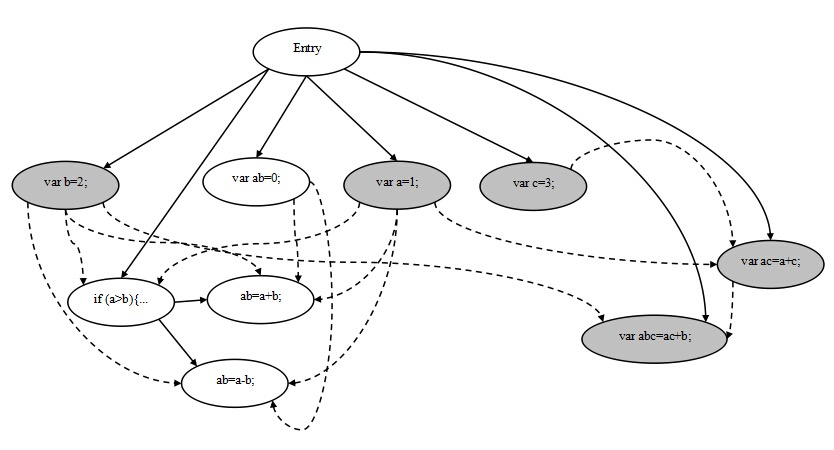 Entry
var b=2;
var ab=0;
var a=1;
var c=3;
var ac=a+c;
if (a>b){...
ab=a+b;
var abc=ac+b;
ab=a-b;